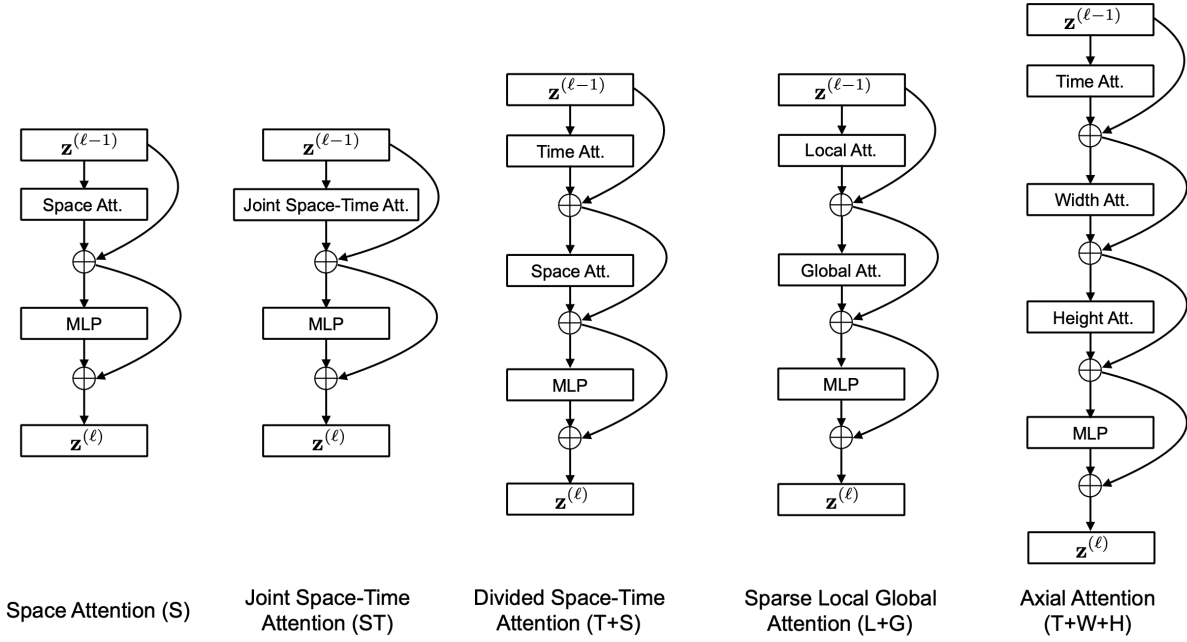 z^(ℓ−1)
Space Att.
MLP
z^(ℓ)
Space Attention (S)
z^(ℓ−1)
Joint Space-Time Att.
MLP
z^(ℓ)
Joint Space-Time
Attention (ST)
z^(ℓ−1)
Time Att.
Space Att.
MLP
z^(ℓ)
Divided Space-Time
Attention (T+S)
z^(ℓ−1)
Local Att.
Global Att.
MLP
z^(ℓ)
Sparse Local Global
Attention (L+G)
z^(ℓ−1)
Time Att.
Width Att.
Height Att.
MLP
z^(ℓ)
Axial Attention
(T+W+H)